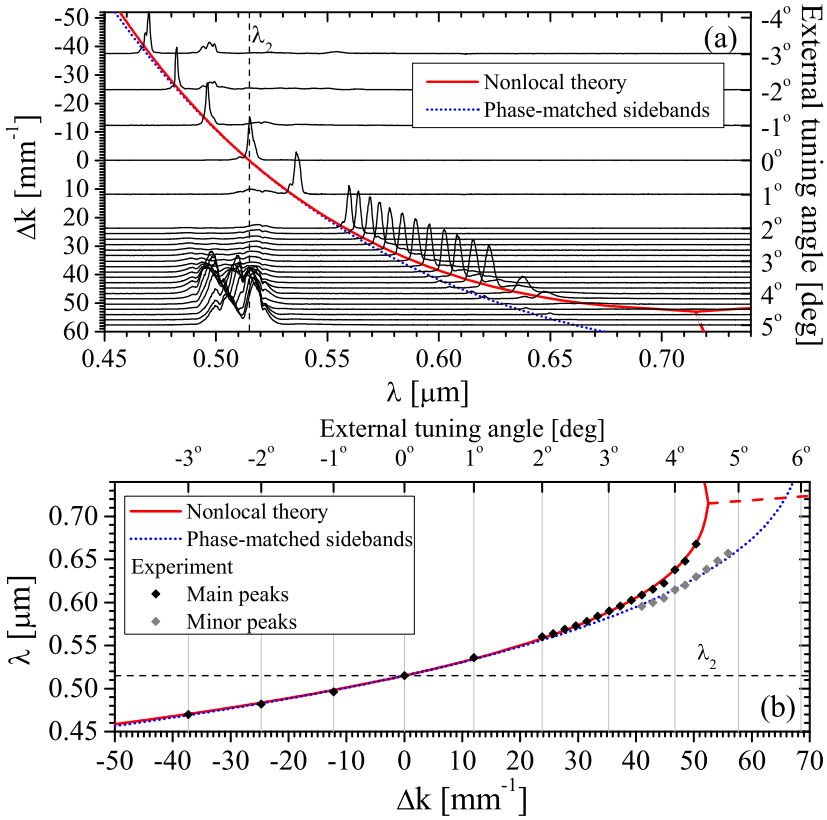 (a)
λ₂
Nonlocal theory
Phase-matched sidebands
-50
-40
-30
-20
-10
0
10
20
30
40
50
60
Δk [mm⁻¹]
-4°
-3°
-2°
-1°
0°
1°
2°
3°
4°
5°
External tuning angle [deg]
0.45 0.50 0.55 0.60 0.65 0.70
λ [μm]
External tuning angle [deg]
-3° -2° -1° 0° 1° 2° 3° 4° 5° 6°
Nonlocal theory
Phase-matched sidebands
Experiment
Main peaks
Minor peaks
λ₂
(b)
0.70
0.65
0.60
0.55
0.50
0.45
λ [μm]
-50 -40 -30 -20 -10 0 10 20 30 40 50 60 70
Δk [mm⁻¹]